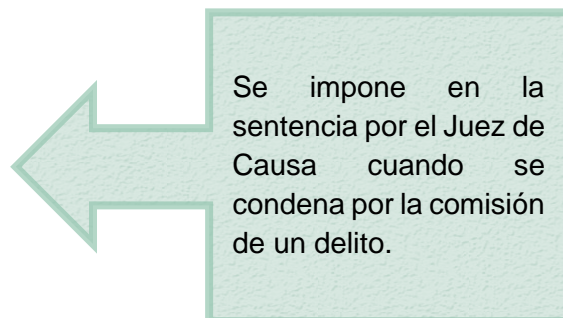 Se impone en la
sentencia por el Juez de
Causa cuando se
condena por la comisión
de un delito.